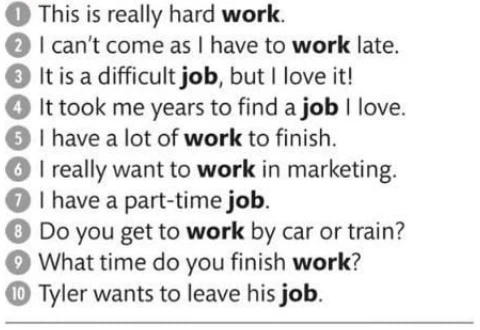 1 This is really hard work.
2 I can't come as I have to work late.
3 It is a difficult job, but I love it!
4 It took me years to find a job I love.
5 I have a lot of work to finish.
6 I really want to work in marketing.
7 I have a part-time job.
8 Do you get to work by car or train?
9 What time do you finish work?
10 Tyler wants to leave his job.